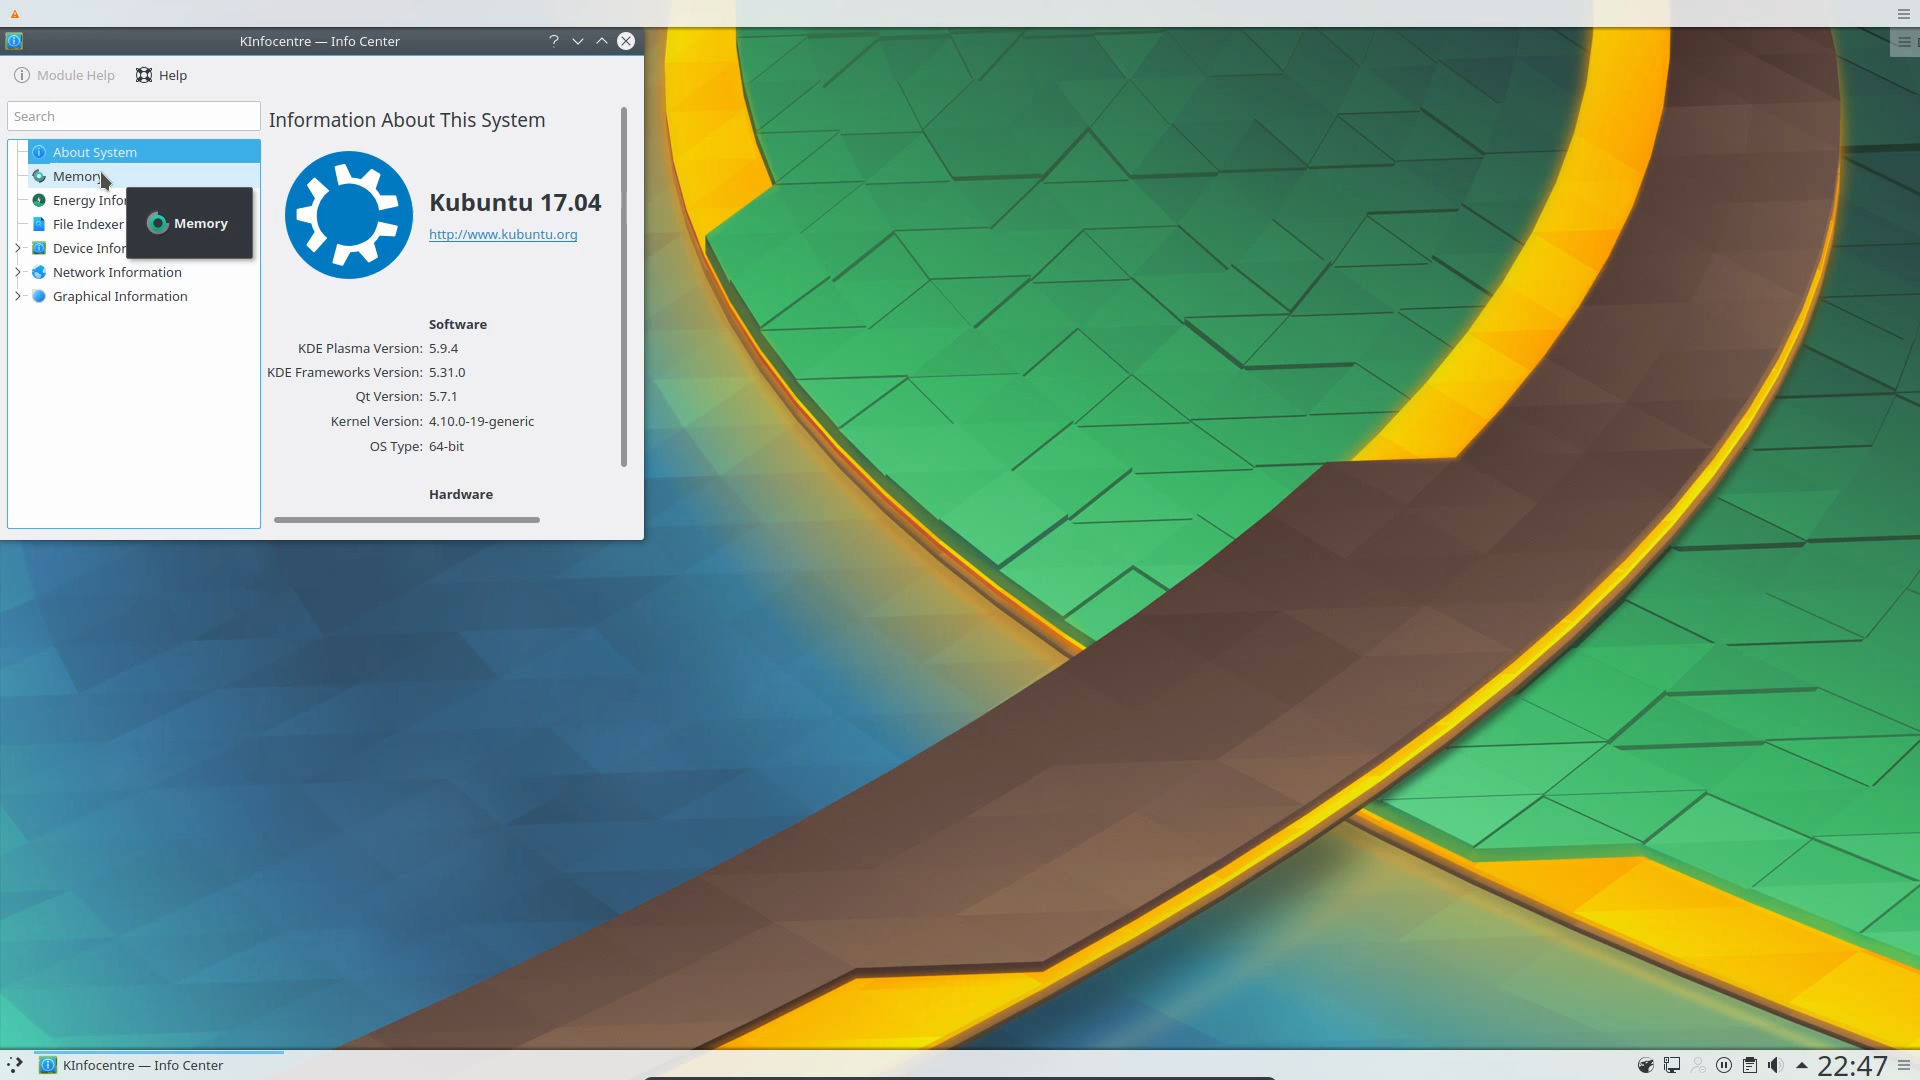 KInfocentre — Info Center
Module Help
Help
Search
Information About This System
About System
Memory
Energy Infor
File Indexer
Device Infor
Network Information
Graphical Information
Memory
Kubuntu 17.04
http://www.kubuntu.org
Software
KDE Plasma Version: 5.9.4
KDE Frameworks Version: 5.31.0
Qt Version: 5.7.1
Kernel Version: 4.10.0-19-generic
OS Type: 64-bit
Hardware
KInfocentre — Info Center
22:47